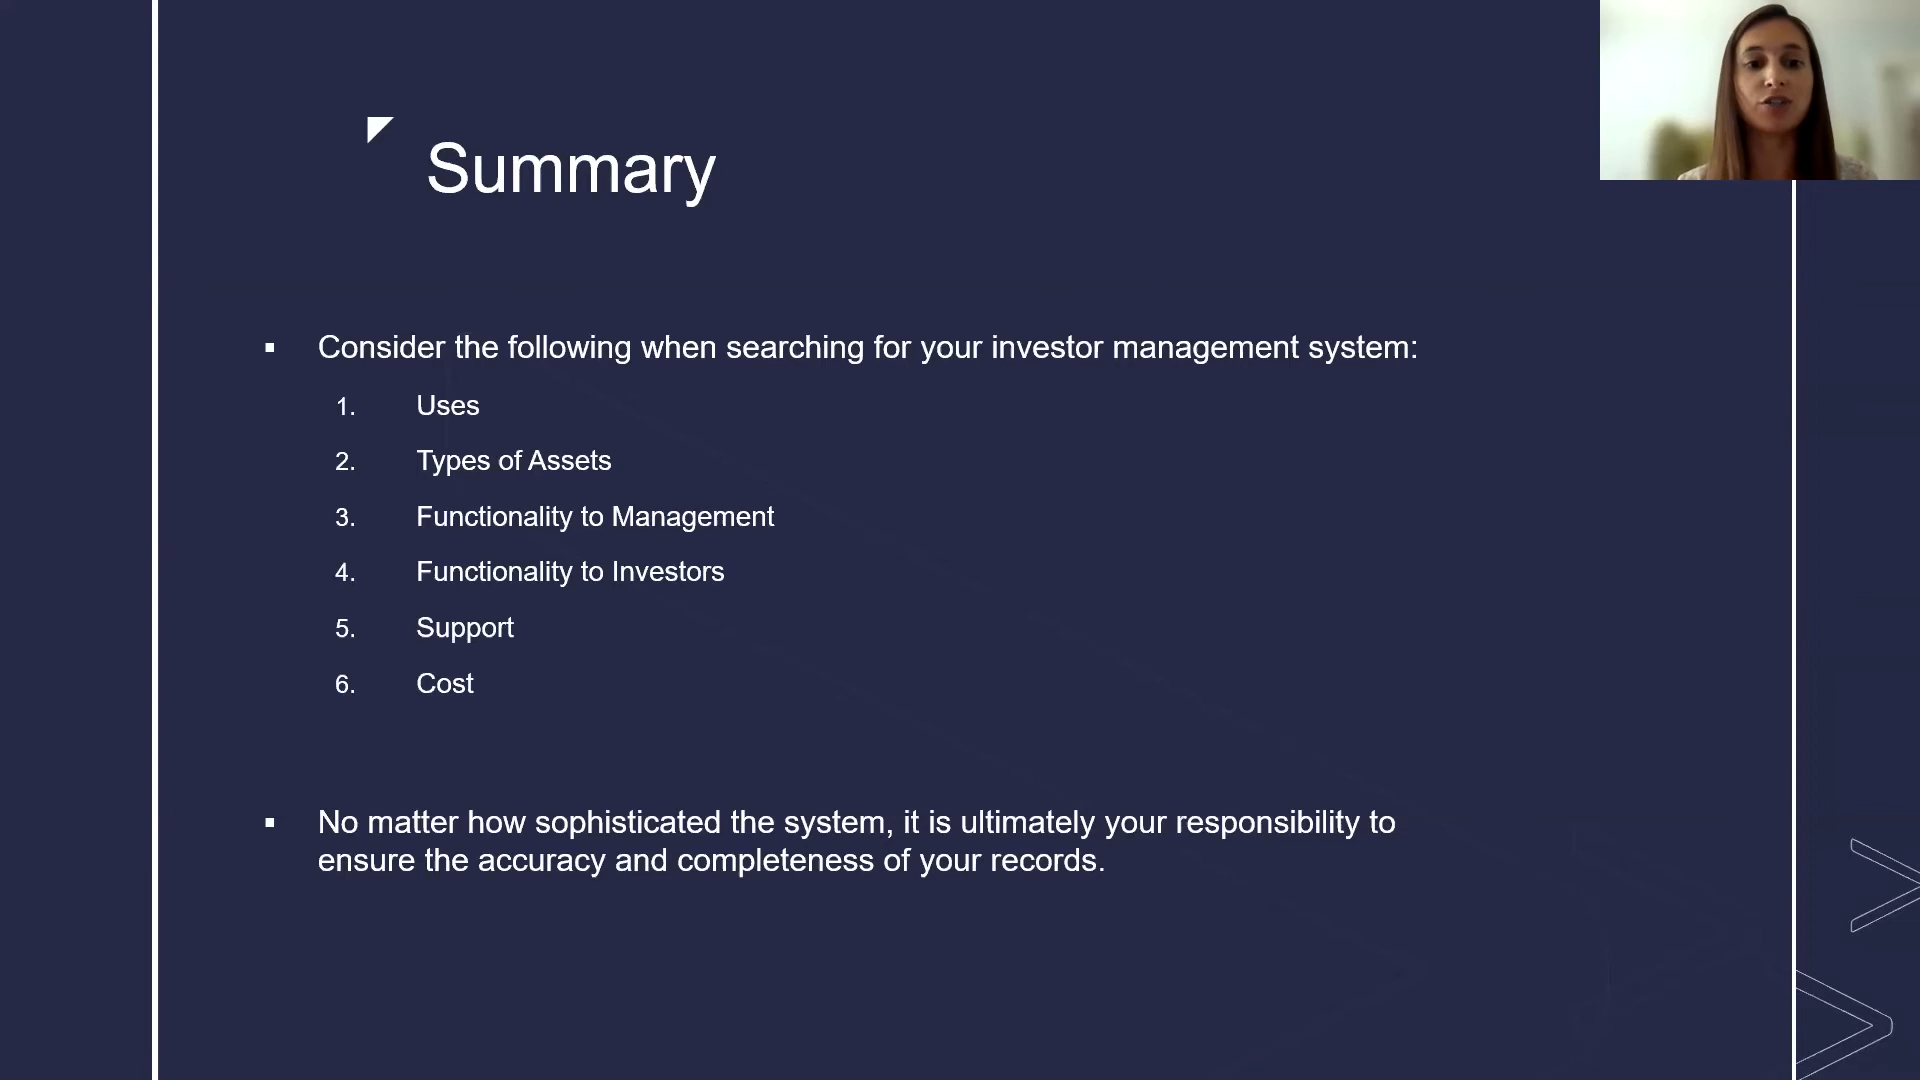 Summary
▪ Consider the following when searching for your investor management system:
1. Uses
2. Types of Assets
3. Functionality to Management
4. Functionality to Investors
5. Support
6. Cost
▪ No matter how sophisticated the system, it is ultimately your responsibility to
ensure the accuracy and completeness of your records.